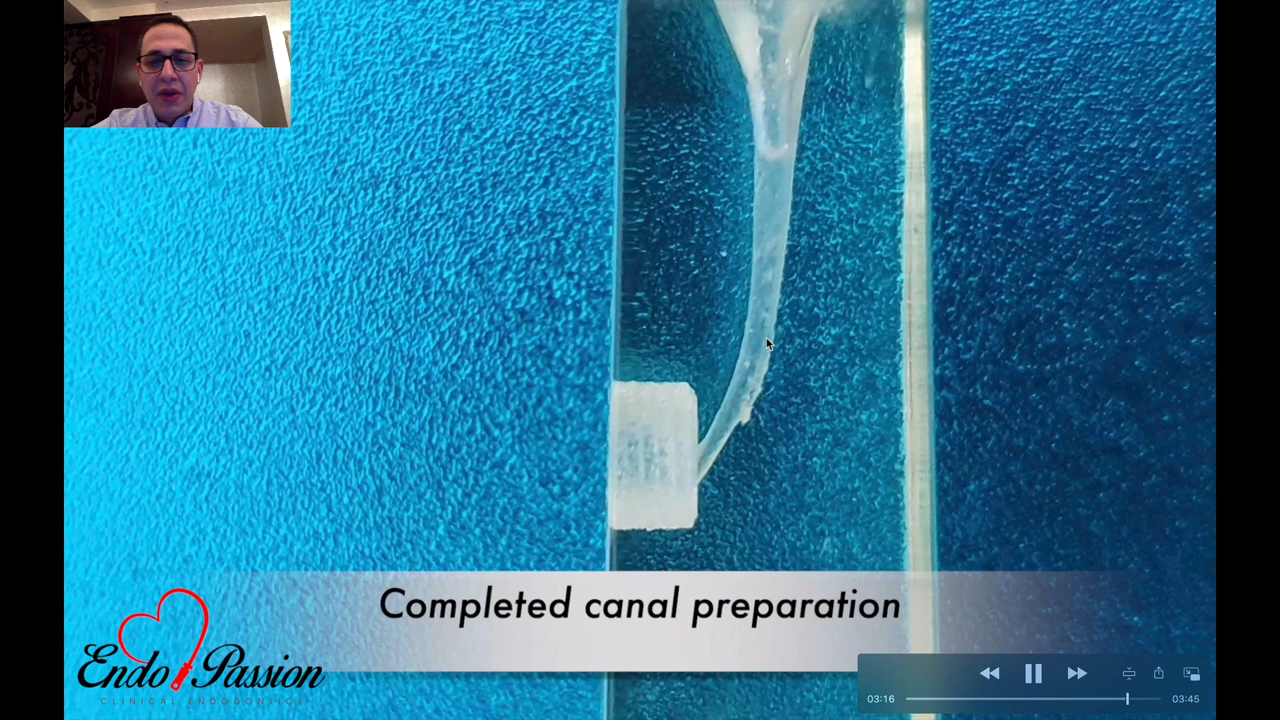 Completed canal preparation
Endo Passion
CLINICAL ENDODONTICS
03:16
03:45